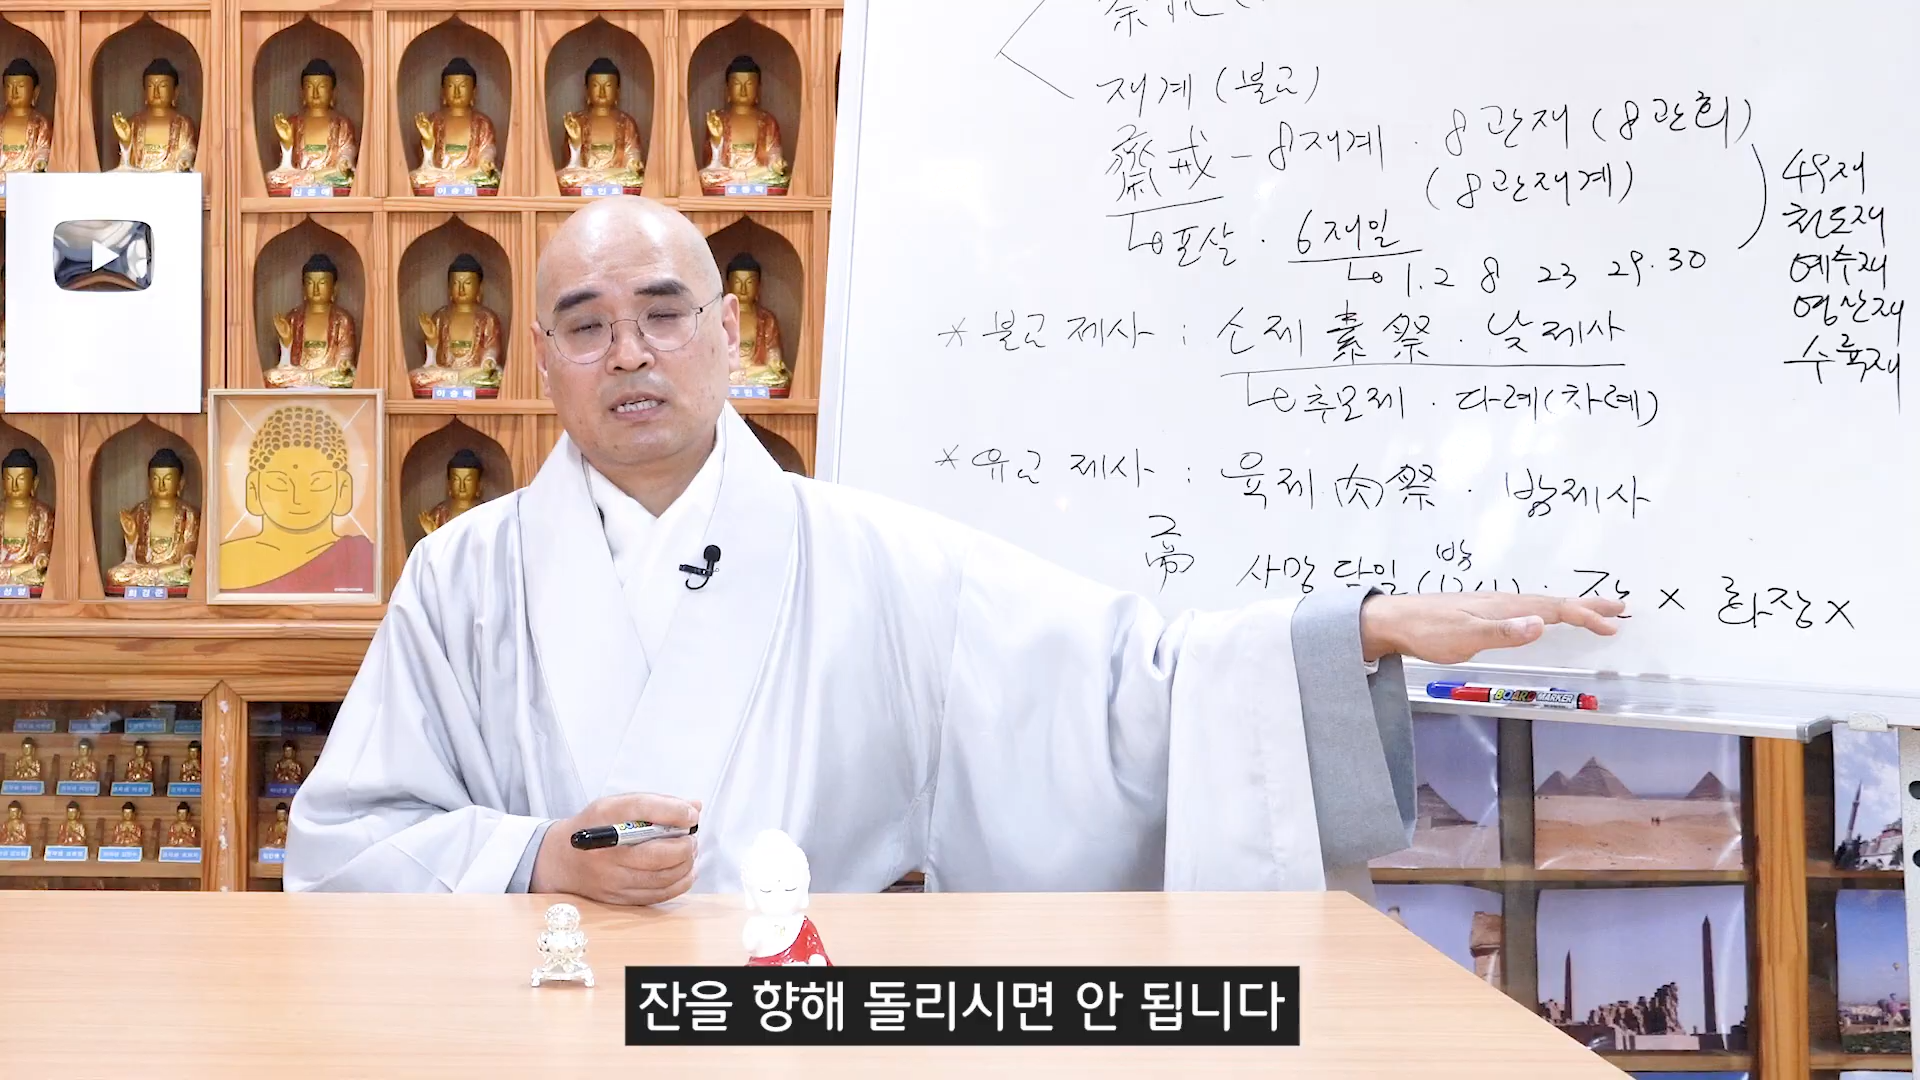 재계 (불교)
齋戒 - 8재계 · 8관재 (8관회)
(8관재계)
포살 · 6재일
1. 2 8 23 29. 30
49재
천도재
예수재
영산재
수륙재
* 불교 제사 : 소제 素祭 · 낮제사
추모제 · 다례(차례)
* 유교 제사 : 육제 肉祭 · 밤제사
밤
사망 당일 · 잔 × 화장 ×
BOARD MARKER
잔을 향해 돌리시면 안 됩니다